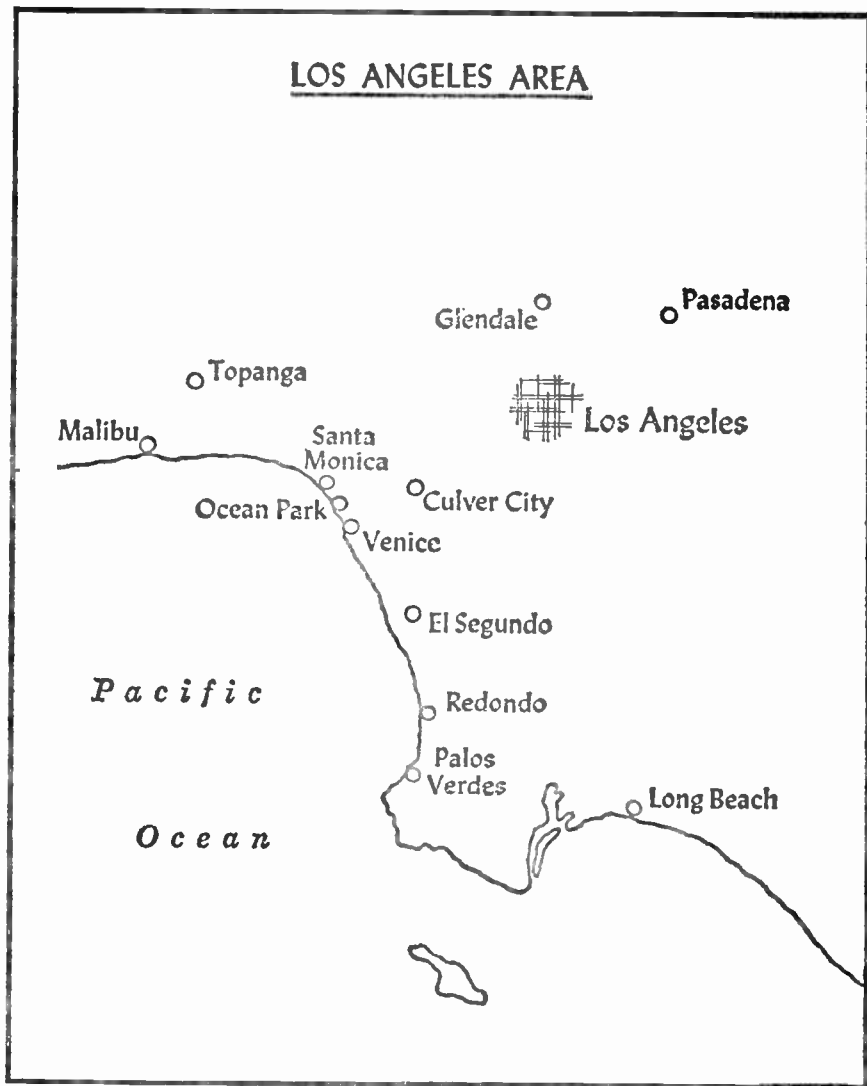 LOS ANGELES AREA
Pasadena
Glendale
Topanga
Los Angeles
Malibu
Santa
Monica
Ocean Park
Culver City
Venice
El Segundo
Pacific
Redondo
Palos
Verdes
Long Beach
Ocean